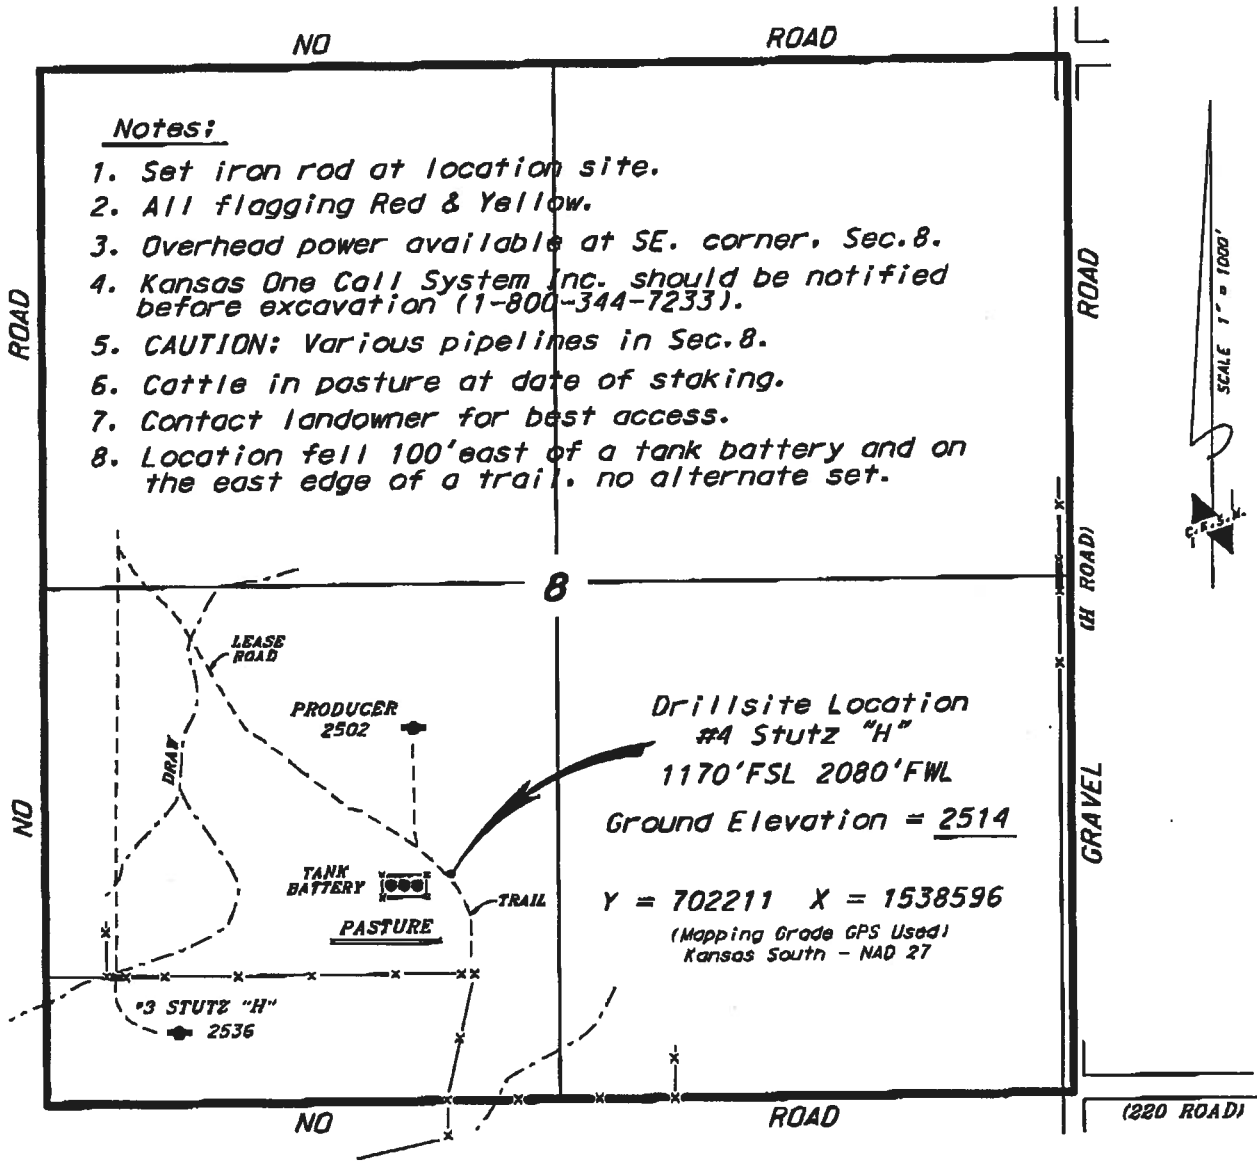 NO
ROAD
Notes:
1. Set iron rod at location site.
2. All flagging Red & Yellow.
3. Overhead power available at SE. corner, Sec.8.
4. Kansas One Call System Inc. should be notified
before excavation (1-800-344-7233).
5. CAUTION: Various pipelines in Sec.8.
6. Cattle in pasture at date of staking.
7. Contact landowner for best access.
8. Location fell 100'east of a tank battery and on
the east edge of a trail, no alternate set.
ROAD
NO
ROAD
(H ROAD)
GRAVEL
SCALE 1" = 1000'
8
LEASE
ROAD
PRODUCER
2502
DRAW
Drillsite Location
#4 Stutz "H"
1170'FSL 2080'FWL
Ground Elevation = 2514
TANK
BATTERY
TRAIL
PASTURE
Y = 702211 X = 1538596
(Mapping Grade GPS Used)
Kansas South - NAD 27
#3 STUTZ "H"
2536
NO
ROAD
(220 ROAD)